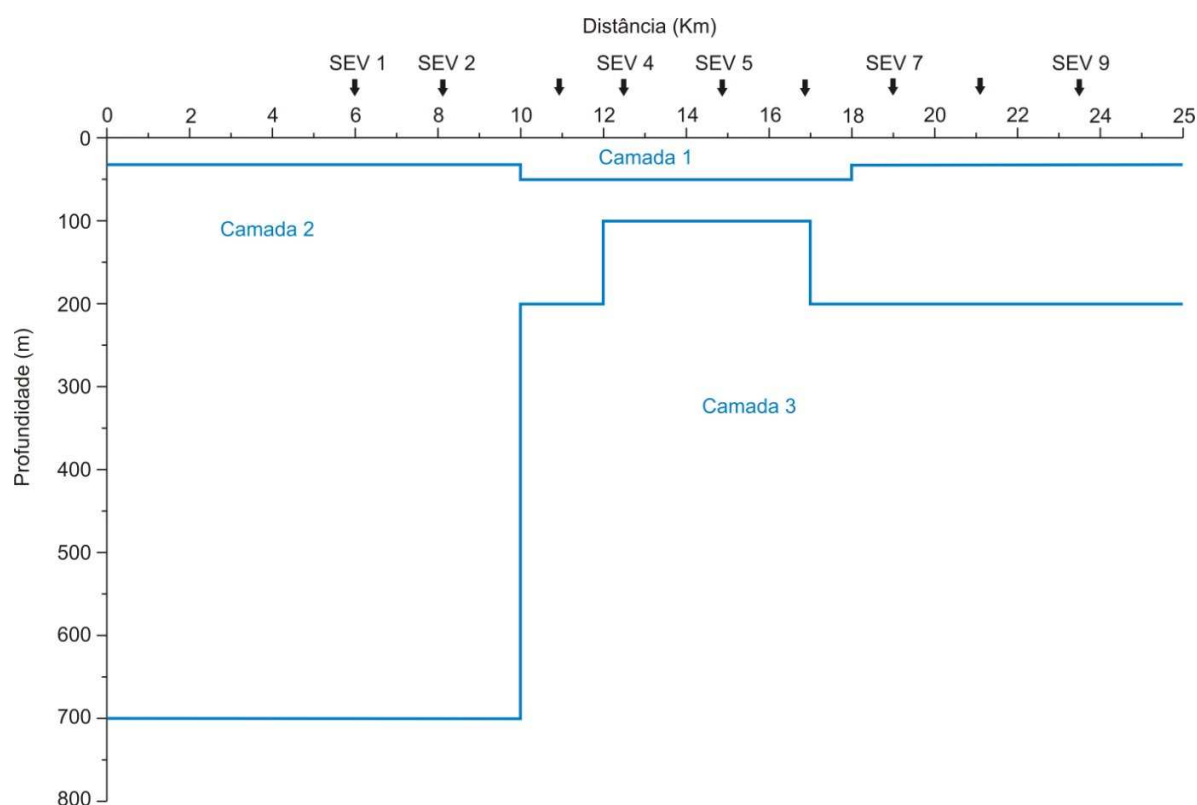 Distância (Km)
SEV 1 SEV 2 SEV 4 SEV 5 SEV 7 SEV 9
0 2 4 6 8 10 12 14 16 18 20 22 24 25
0
Camada 1
100
Camada 2
200
300
Camada 3
Profundidade (m)
400
500
600
700
800